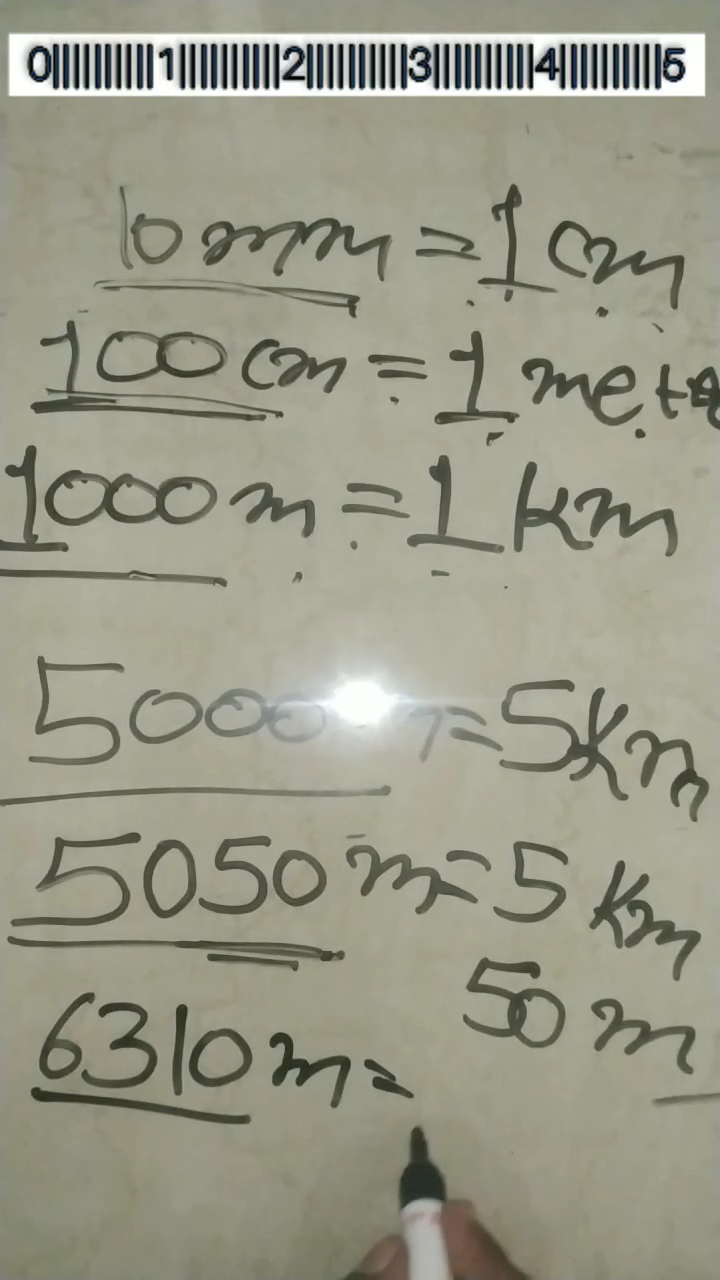 0 1 2 3 4 5
10 mm = 1 cm
100 cm = 1 mete
1000 m = 1 km
5000 = 5 Km
5050 m = 5 Km
50 m
6310 m =